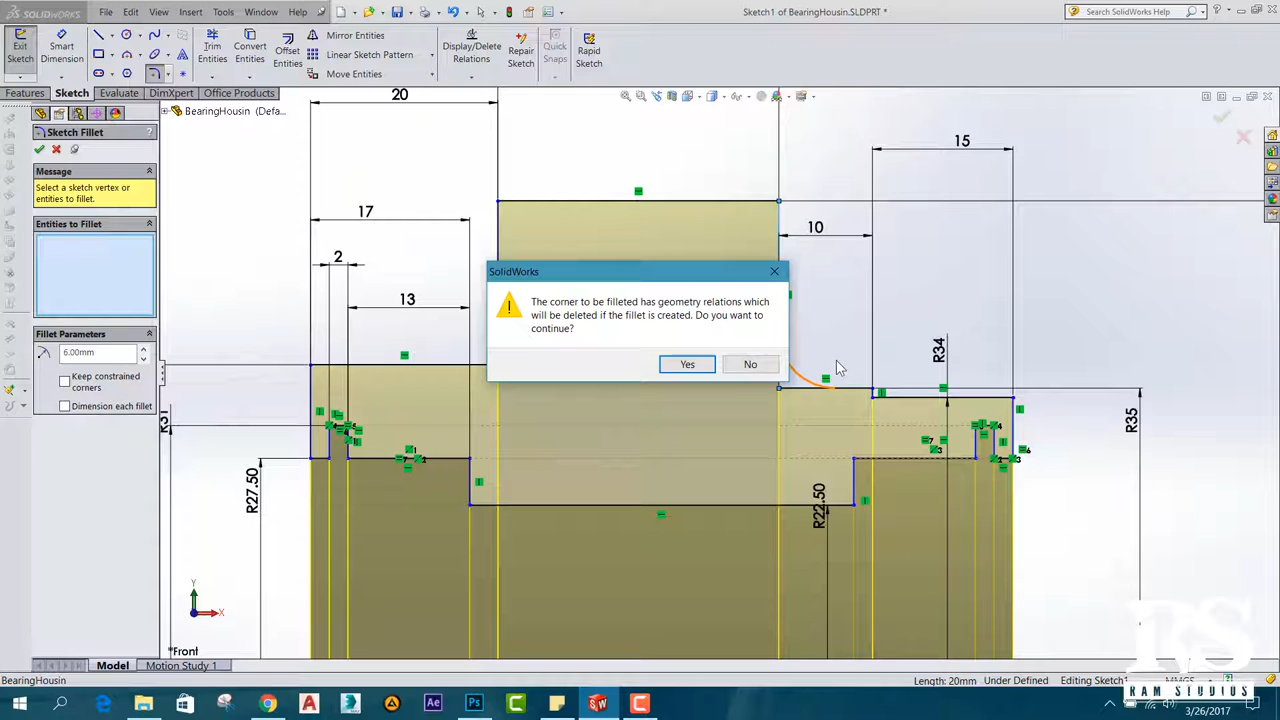 SOLIDWORKS File Edit View Insert Tools Window Help
Sketch1 of BearingHousin.SLDPRT *
Search SolidWorks Help
Exit Sketch
Smart Dimension
Trim Entities
Convert Entities
Offset Entities
Mirror Entities
Linear Sketch Pattern
Move Entities
Display/Delete Relations
Repair Sketch
Quick Snaps
Rapid Sketch
Features Sketch Evaluate DimXpert Office Products
BearingHousin (Defa...
Sketch Fillet
?
Message
Select a sketch vertex or
entities to fillet.
Entities to Fillet
Fillet Parameters
6.00mm
Keep constrained
corners
Dimension each fillet
20
15
17
10
2
13
R34
R35
R31
R27.50
R22.50
SolidWorks
The corner to be filleted has geometry relations which
will be deleted if the fillet is created. Do you want to
continue?
Yes No
Y
X
*Front
Model Motion Study 1
BearingHousin
Length: 20mm Under Defined Editing Sketch1
RS
RAM STUDIOS
Ae Ps
3/26/2017